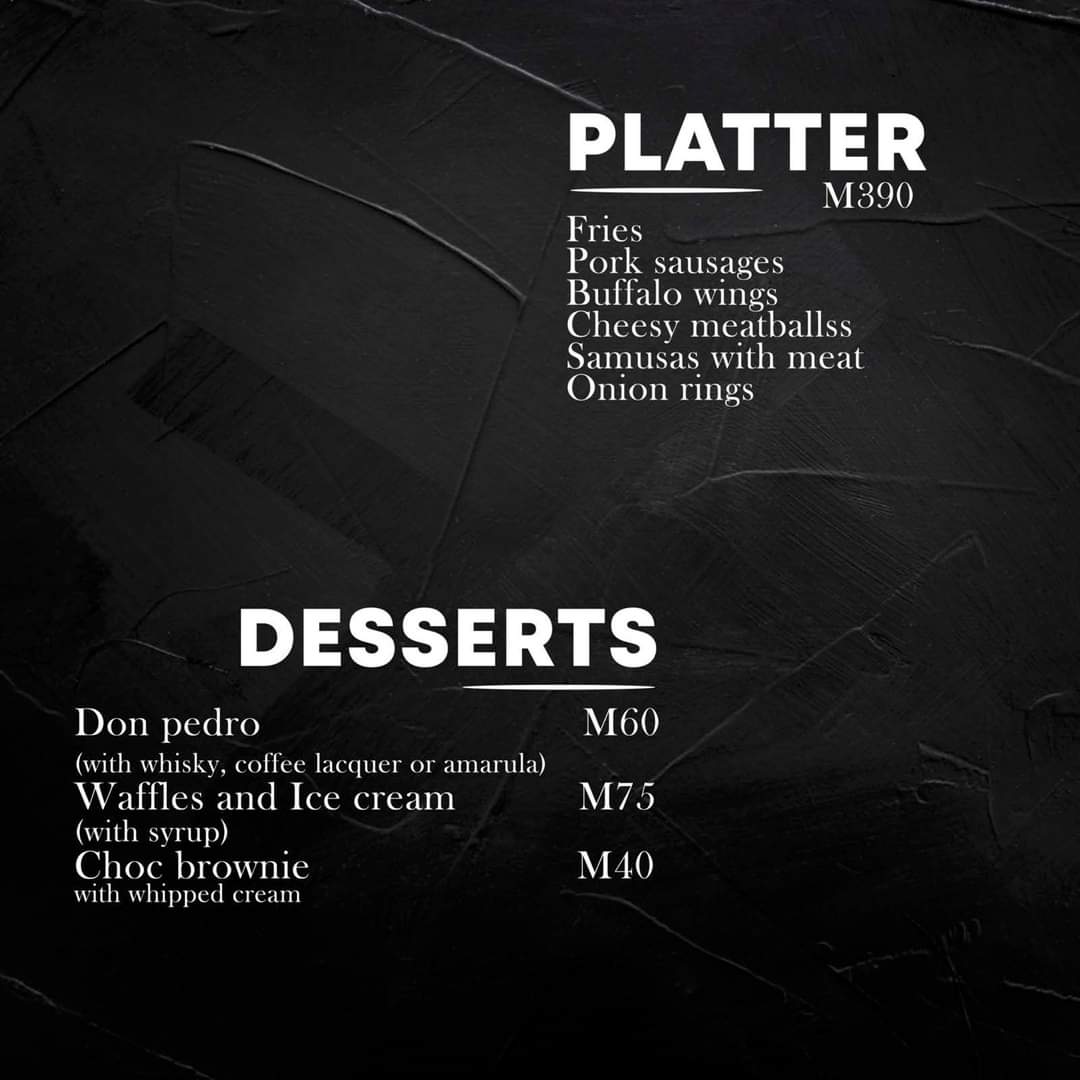 PLATTER
M390
Fries
Pork sausages
Buffalo wings
Cheesy meatballss
Samusas with meat
Onion rings
DESSERTS
Don pedro M60
(with whisky, coffee lacquer or amarula)
Waffles and Ice cream M75
(with syrup)
Choc brownie M40
with whipped cream